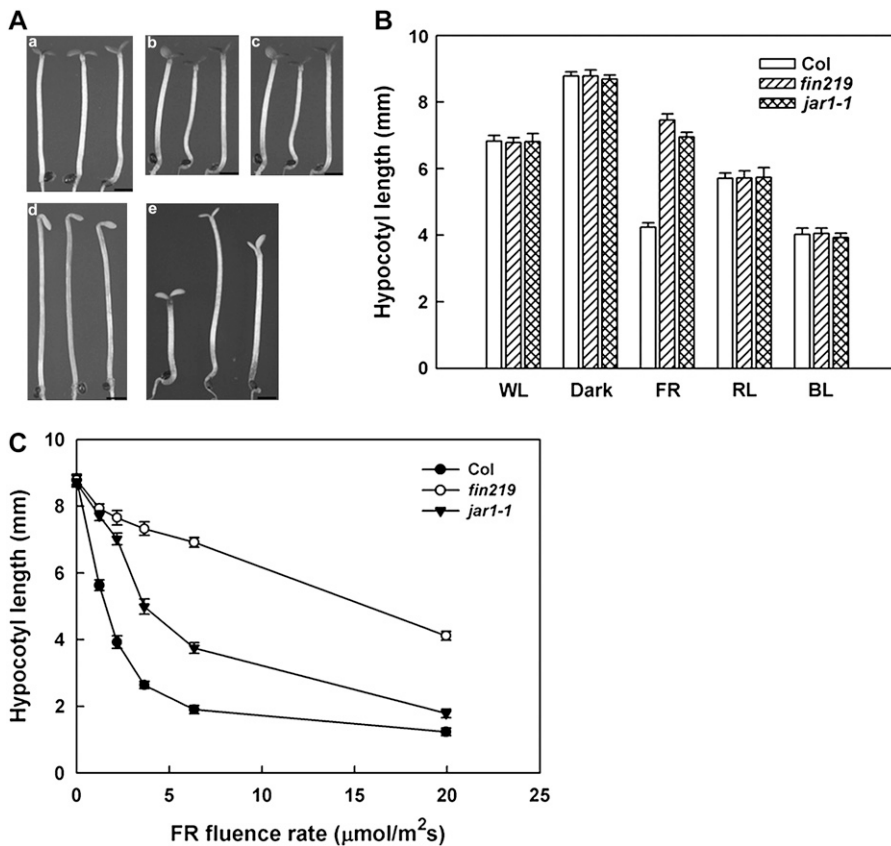 A
a
b
c
d
e
B
Hypocotyl length (mm)
10
8
6
4
2
0
Col
fin219
jar1-1
WL Dark FR RL BL
C
Hypocotyl length (mm)
10
8
6
4
2
0
Col
fin219
jar1-1
0 5 10 15 20 25
FR fluence rate (μmol/m²s)